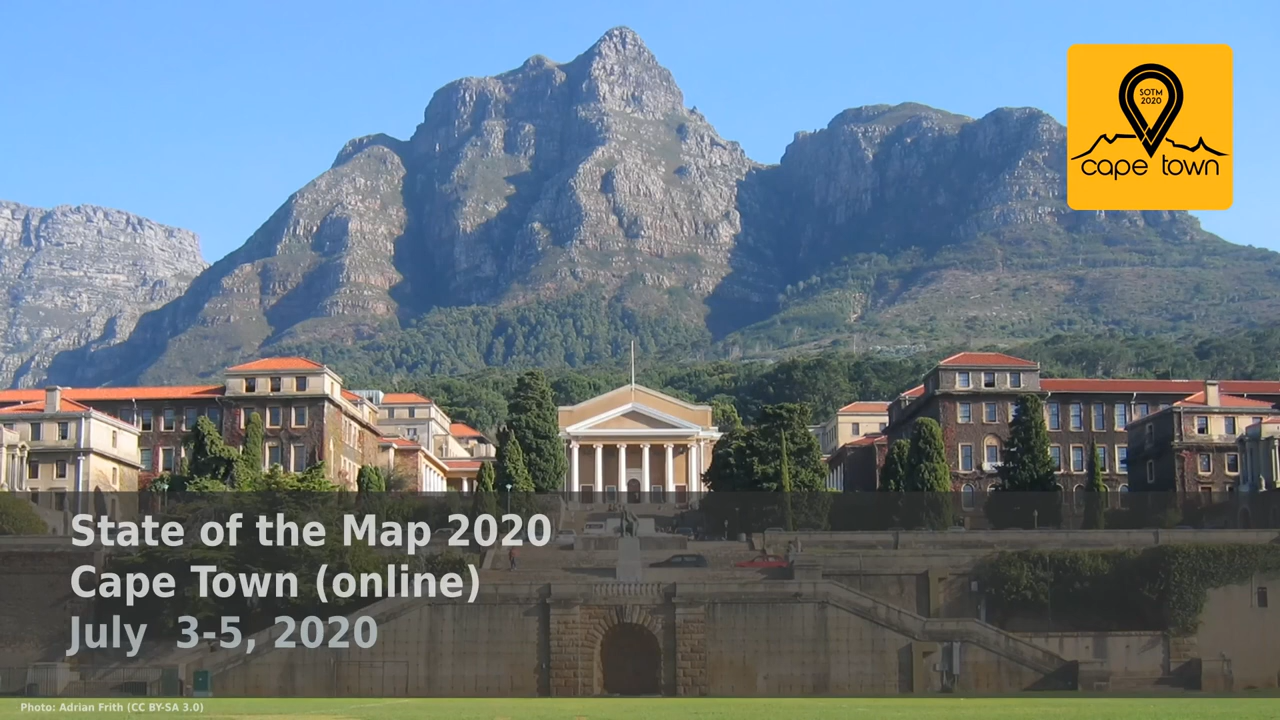 SOTM
2020
cape town
State of the Map 2020
Cape Town (online)
July 3-5, 2020
Photo: Adrian Frith (CC BY-SA 3.0)